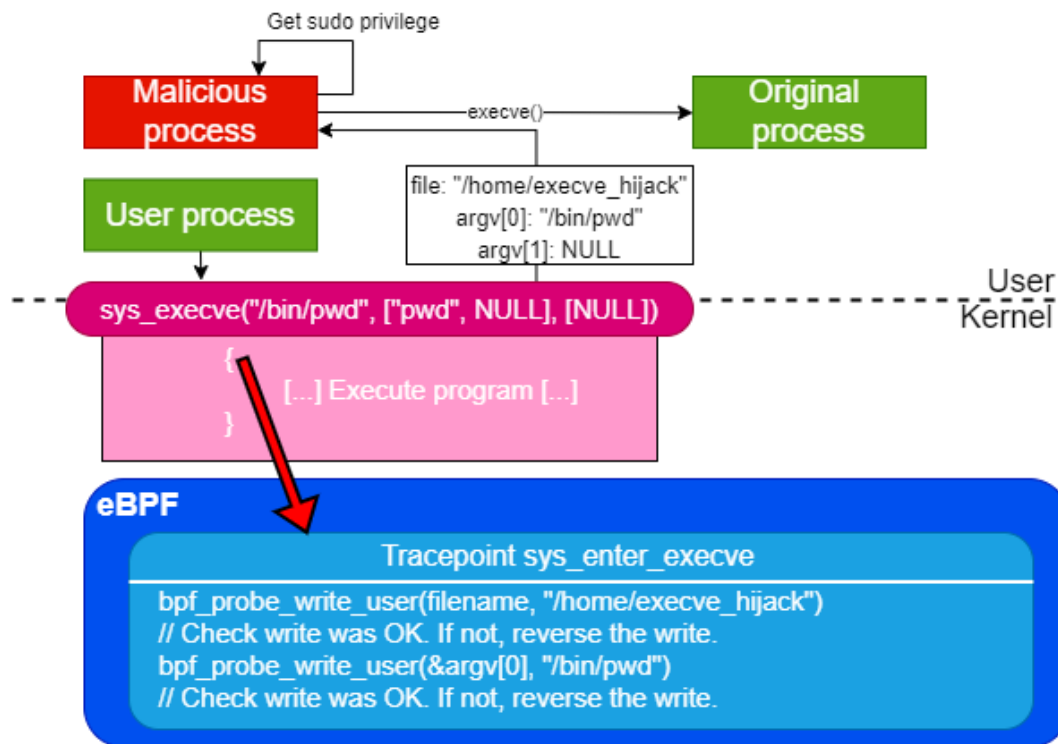 Get sudo privilege
Malicious
process
execve()
Original
process
file: "/home/execve_hijack"
argv[0]: "/bin/pwd"
argv[1]: NULL
User process
User
Kernel
sys_execve("/bin/pwd", ["pwd", NULL], [NULL])
{
[...] Execute program [...]
}
eBPF
Tracepoint sys_enter_execve
bpf_probe_write_user(filename, "/home/execve_hijack")
// Check write was OK. If not, reverse the write.
bpf_probe_write_user(&argv[0], "/bin/pwd")
// Check write was OK. If not, reverse the write.